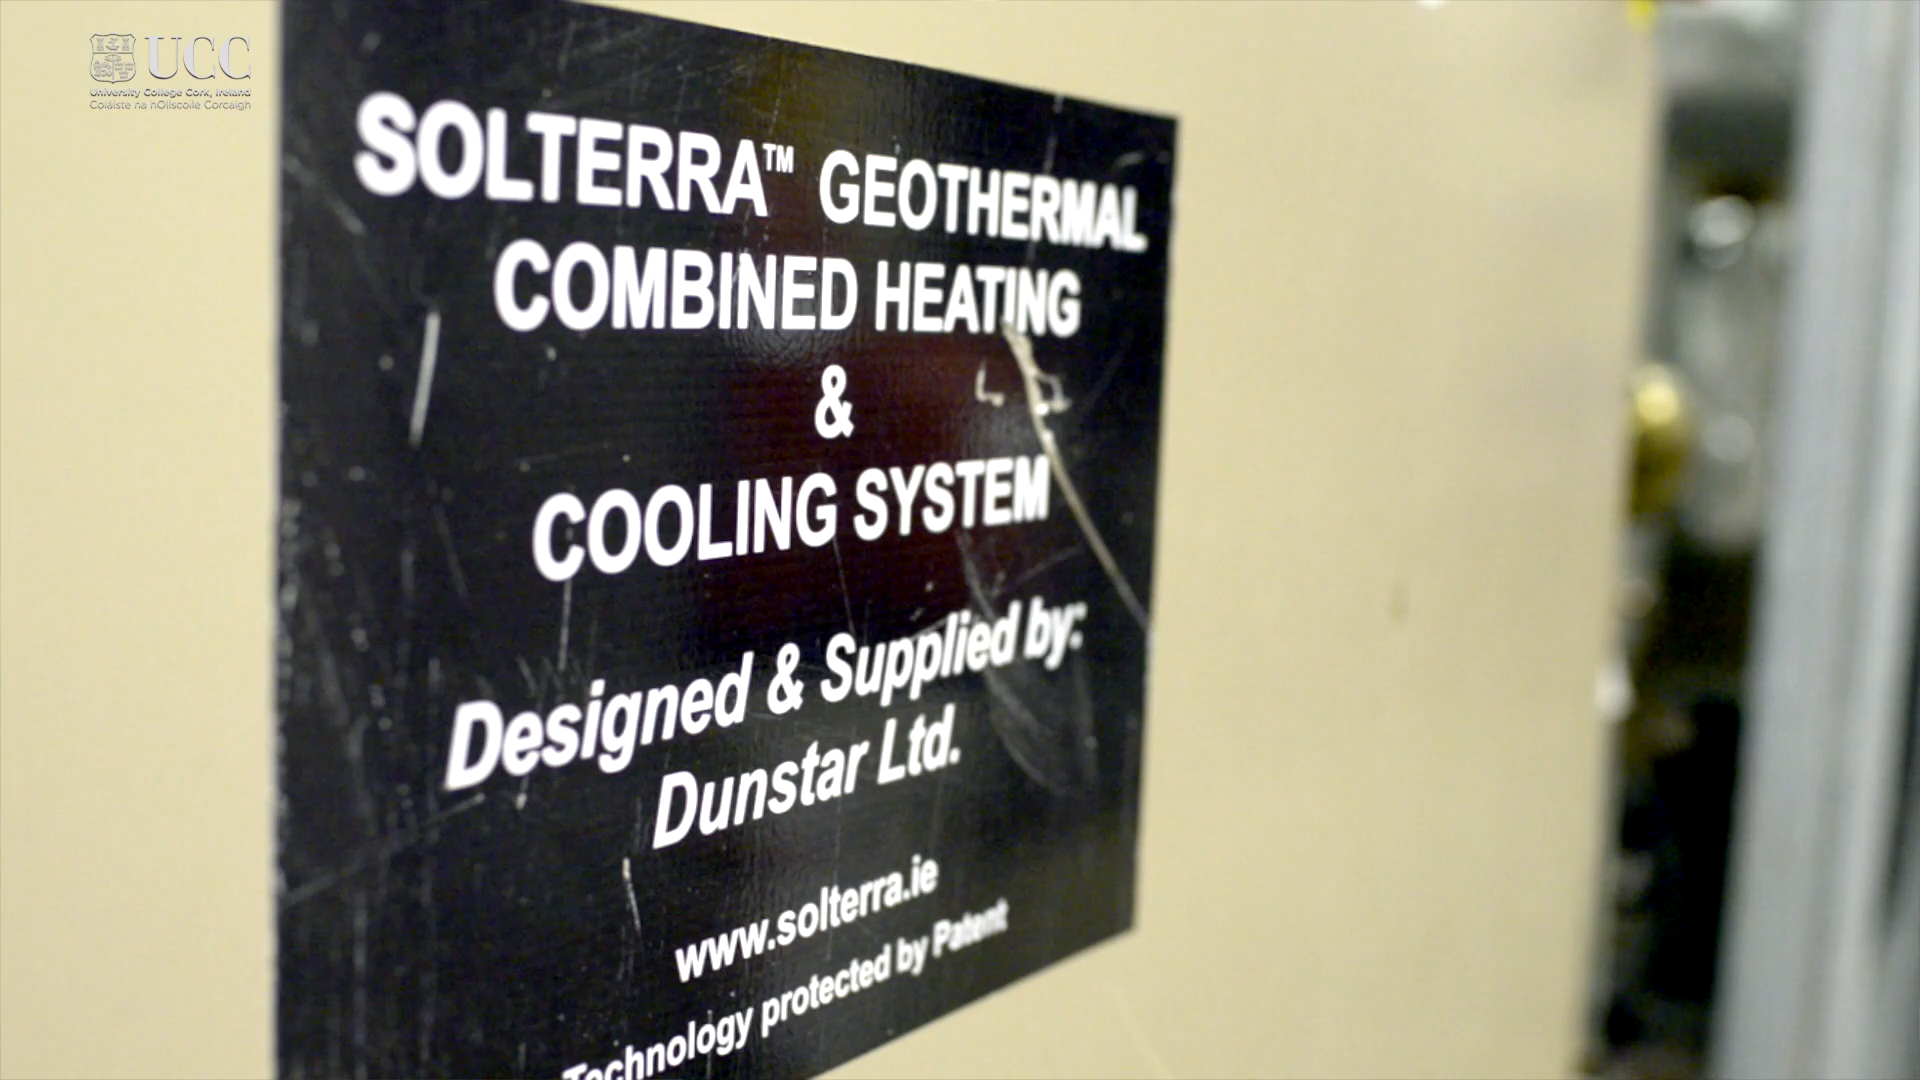 UCC
University College Cork, Ireland
Coláiste na hOllscoile Corcaigh
SOLTERRA™ GEOTHERMAL
COMBINED HEATING
&
COOLING SYSTEM
Designed & Supplied by:
Dunstar Ltd.
www.solterra.ie
Technology protected by Patent